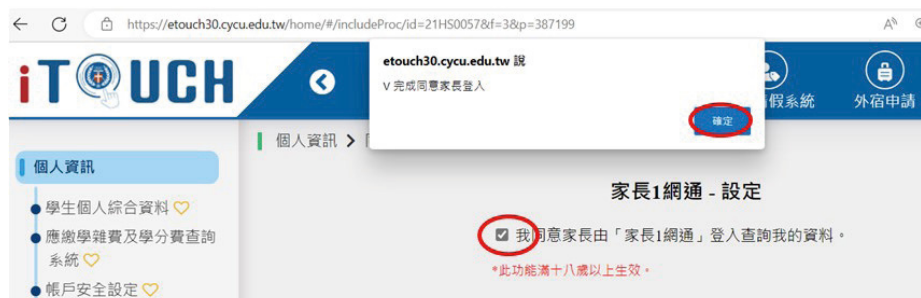 https://etouch30.cycu.edu.tw/home/#/includeProc/id=21HS0057&f=3&p=387199
iTOUCH
etouch30.cycu.edu.tw 說
V 完成同意家長登入
確定
假系統
外宿申請
個人資訊 >
個人資訊
學生個人綜合資料
應繳學雜費及學分費查詢
系統
帳戶安全設定
家長1網通 - 設定
我同意家長由「家長1網通」登入查詢我的資料。
*此功能滿十八歲以上生效。